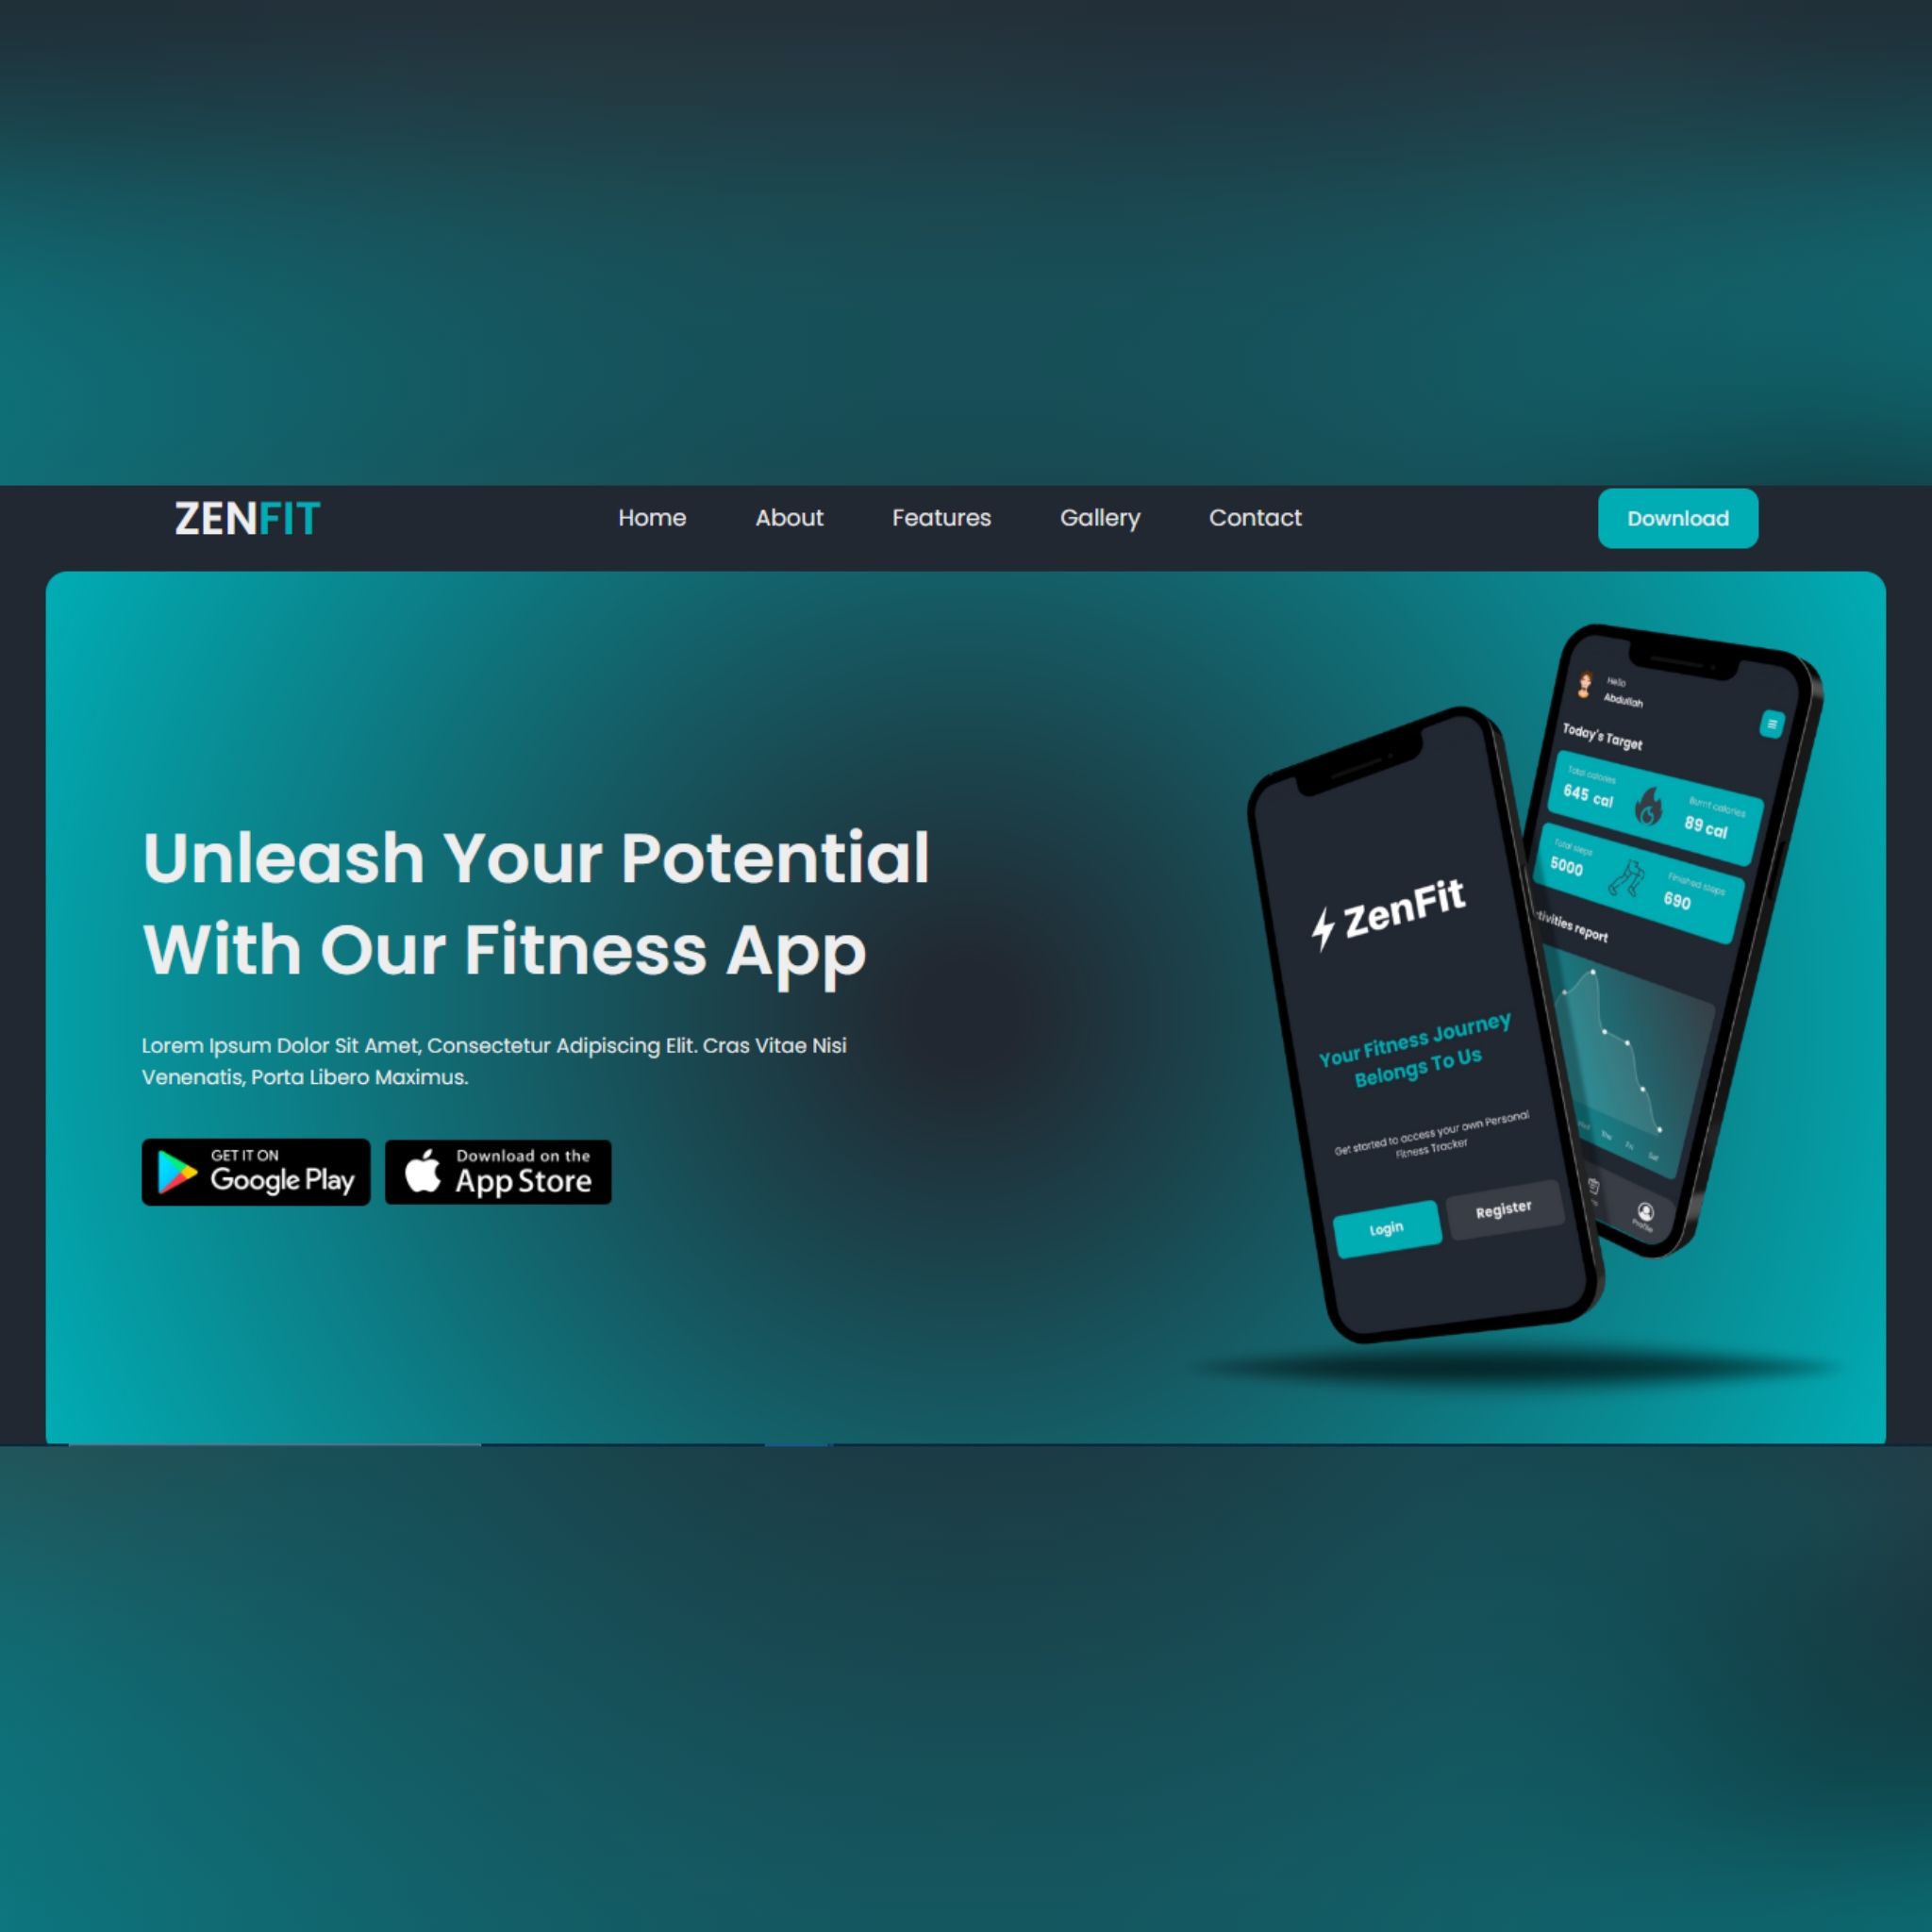 ZENFIT
Home
About
Features
Gallery
Contact
Download
Unleash Your Potential
With Our Fitness App
Lorem Ipsum Dolor Sit Amet, Consectetur Adipiscing Elit. Cras Vitae Nisi
Venenatis, Porta Libero Maximus.
GET IT ON
Google Play
Download on the
App Store
ZenFit
Your Fitness Journey
Belongs To Us
Get started to access your own Personal
Fitness Tracker
Login
Register
Hello
Abdullah
Today's Target
Total calories
645 cal
Burnt calories
89 cal
Total steps
5000
Finished steps
690
report
Thu
Fri
Sat
Profile